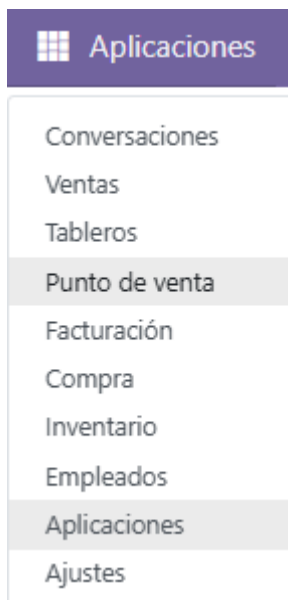 Aplicaciones
Conversaciones
Ventas
Tableros
Punto de venta
Facturación
Compra
Inventario
Empleados
Aplicaciones
Ajustes